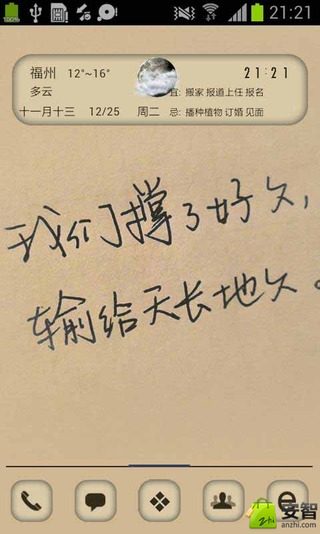 100%
21:21
福州 12°~16° 21:21
多云 宜: 搬家 报道上任 报名
十一月十三 12/25 周二 忌: 播种植物 订婚 见面
我们撑了好久,
输给天长地久。
安智
anzhi.com